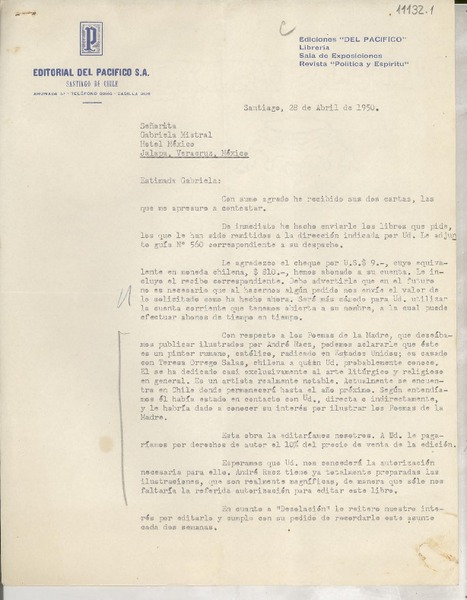 11132.1
C
Ediciones "DEL PACIFICO"
Librería
Sala de Exposiciones
Revista "Política y Espíritu"
P
EDITORIAL DEL PACIFICO S.A.
SANTIAGO DE CHILE
AHUMADA 57 - TELÉFONO - CASILLA
Santiago, 28 de Abril de 1950.
Señorita
Gabriela Mistral
Hotel México
Jalapa, Veracruz, México
Estimada Gabriela:
Con sumo agrado he recibido sus dos cartas, las
que me apresuro a contestar.
De inmediato he hecho enviarle los libros que pide,
los que le han sido remitidos a la dirección indicada por Ud. Le adjun
to guía Nº 560 correspondiente a su despacho.
Le agradezco el cheque por U.S.$ 9.-, cuyo equivalente
en moneda chilena, $ 810.-, hemos abonado a su cuenta. Le in-
cluyo el recibo correspondiente. Debo advertirle que en el futuro
no es necesario que al hacernos algún pedido nos envíe el valor de
lo solicitado como ha hecho ahora. Será más cómodo para Ud. utilizar
la cuenta corriente que tenemos abierta a su nombre, a la cual puede
efectuar abonos de tiempo en tiempo.
Con respecto a los Poemas de la Madre, que deseába-
mos publicar ilustrados por André Racz, podemos aclararle que éste
es un pintor rumano, católico, radicado en Estados Unidos; es casado
con Teresa Orrego Salas, chilena a quién Ud. probablemente conoce.
El se ha dedicado casi exclusivamente al arte litúrgico y religioso
en general. Es un artista realmente notable. Actualmente se encuen-
tra en Chile donde permanecerá hasta el año próximo. Según entendía-
mos él había estado en contacto con Ud., directa o indirectamente,
y le habría dado a conocer su interés por ilustrar los Poemas de la
Madre.
Esta obra la editaríamos nosotros. A Ud. le paga-
ríamos por derechos de autor el 10% del precio de venta de la edición.
Esperamos que Ud. nos concederá la autorización
necesaria para ello. André Racz tiene ya totalmente preparadas las
ilustraciones, que son realmente magníficas, de manera que sólo nos
faltaría la referida autorización para editar este libro.
En cuanto a "Desolación" le reitero nuestro inte-
rés por editarlo y cumplo con su pedido de recordarle este asunto
cada dos semanas.